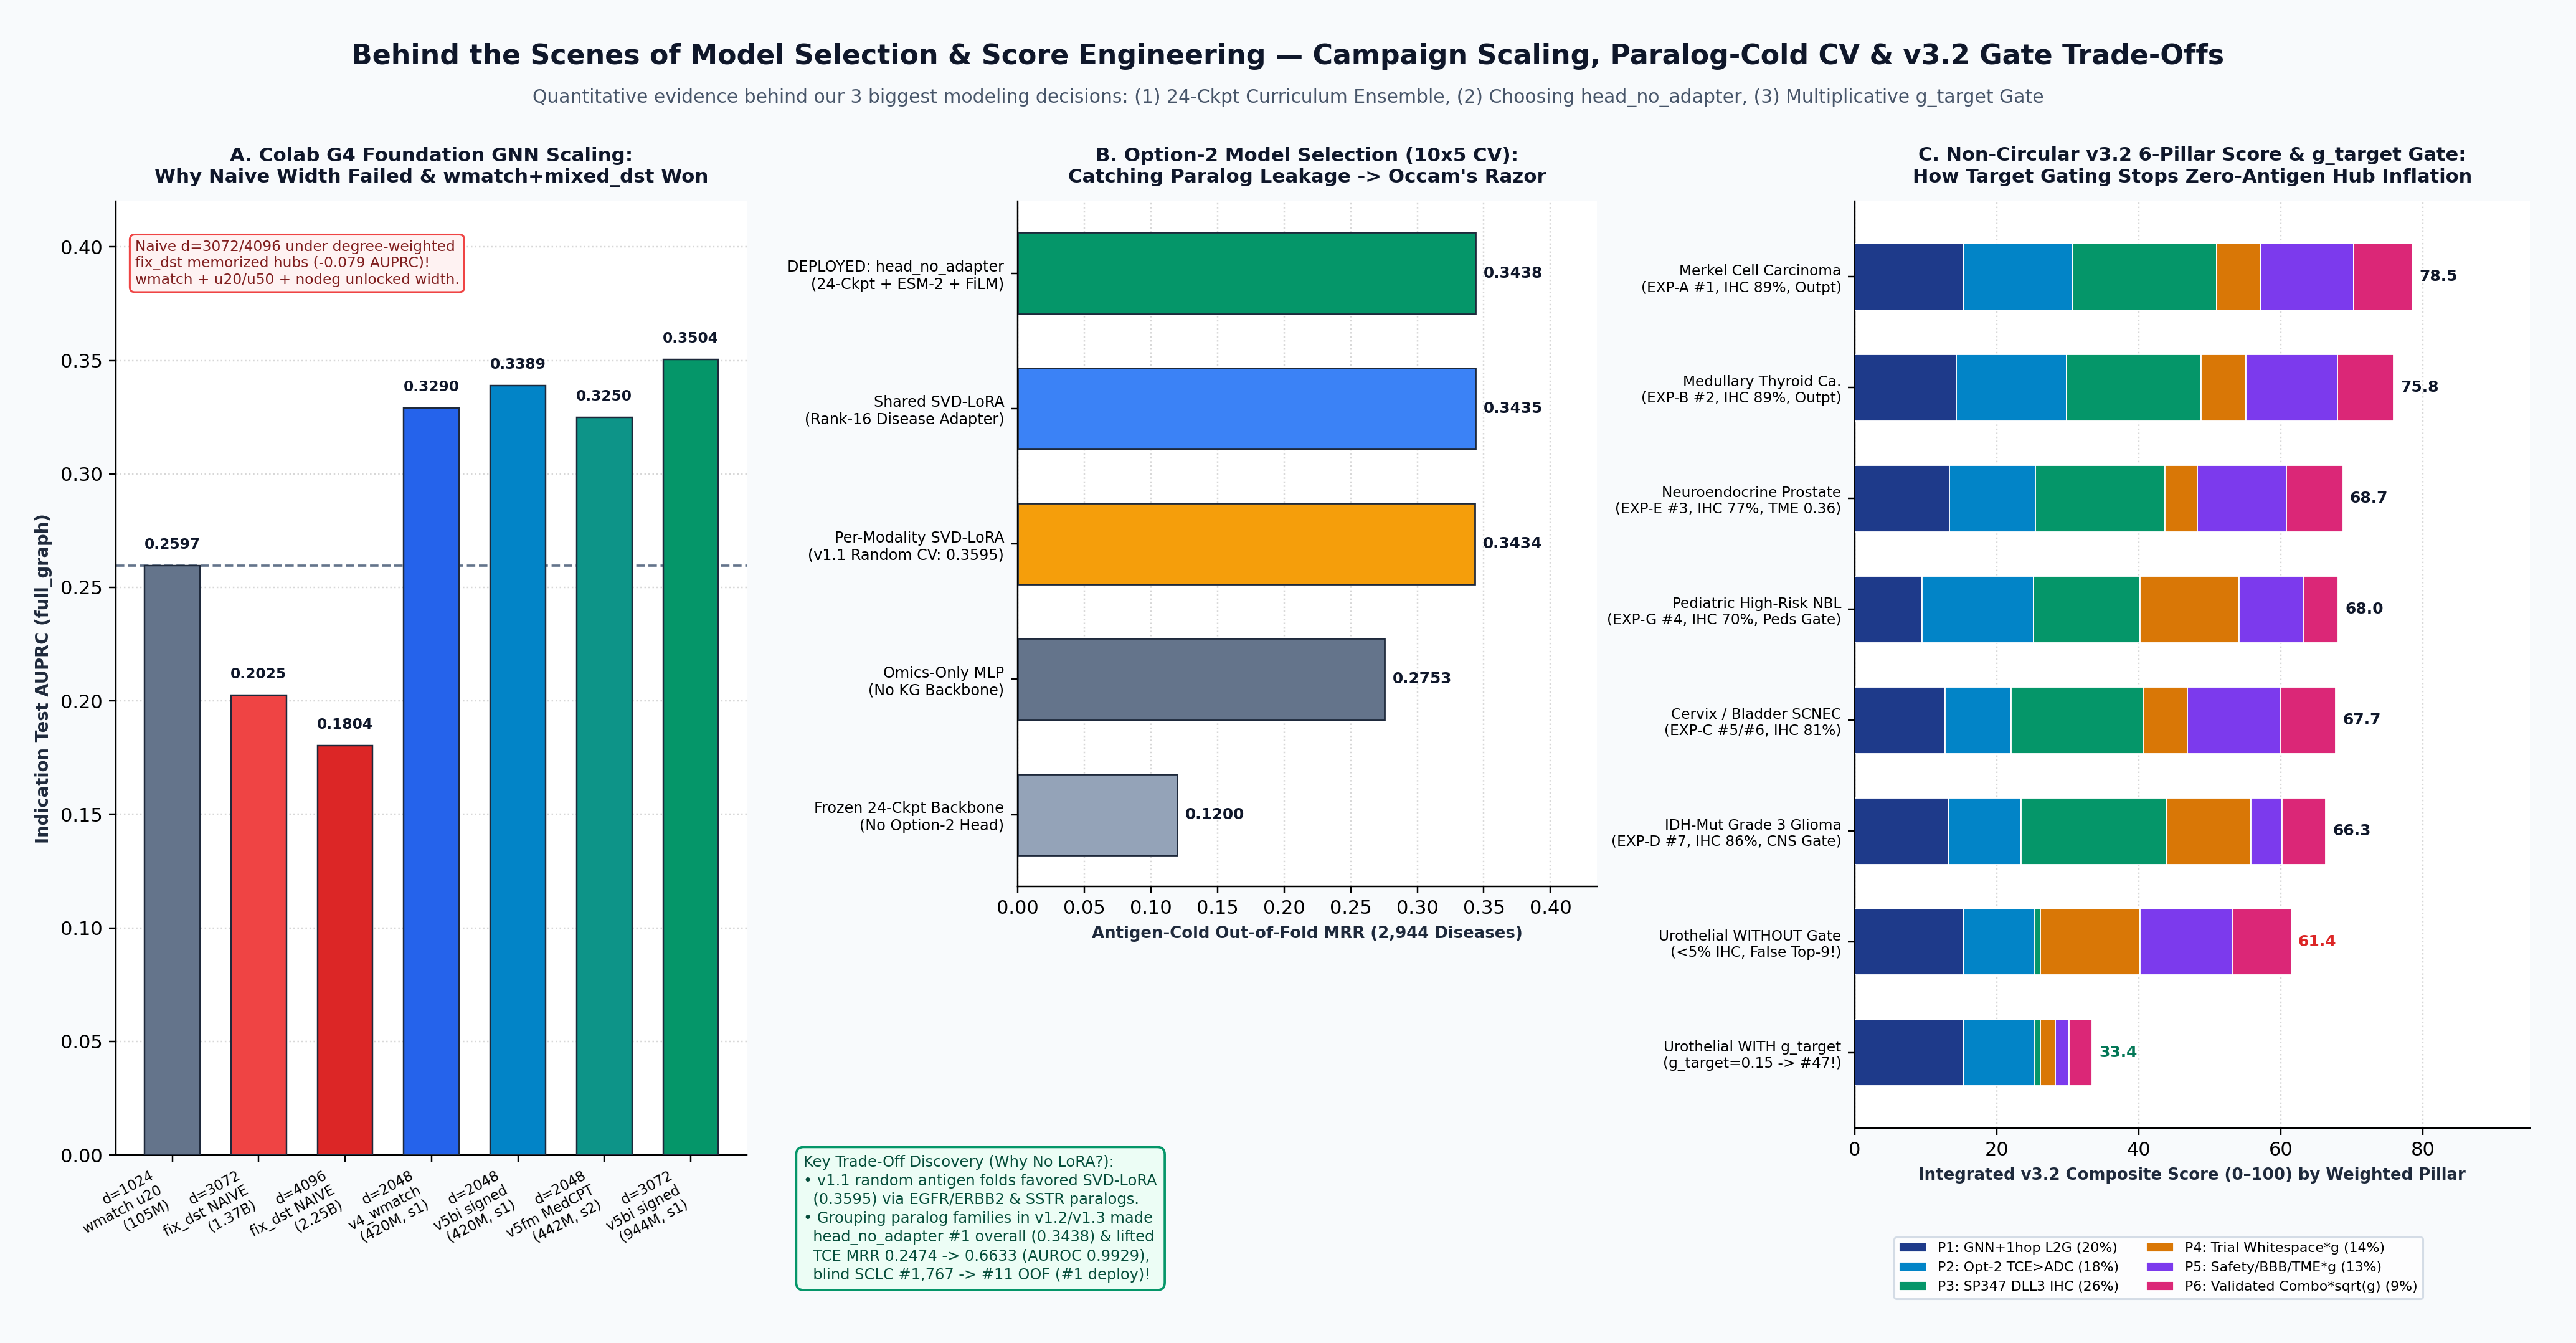 Behind the Scenes of Model Selection & Score Engineering — Campaign Scaling, Paralog-Cold CV & v3.2 Gate Trade-Offs
Quantitative evidence behind our 3 biggest modeling decisions: (1) 24-Ckpt Curriculum Ensemble, (2) Choosing head_no_adapter, (3) Multiplicative g_target Gate
A. Colab G4 Foundation GNN Scaling:
Why Naive Width Failed & wmatch+mixed_dst Won
Naive d=3072/4096 under degree-weighted
fix_dst memorized hubs (-0.079 AUPRC)!
wmatch + u20/u50 + nodeg unlocked width.
Indication Test AUPRC (full_graph)
0.40
0.35
0.30
0.25
0.20
0.15
0.10
0.05
0.00
0.2597
0.2025
0.1804
0.3290
0.3389
0.3250
0.3504
d=1024
wmatch u20
(105M)
d=3072
fix_dst NAIVE
(1.37B)
d=4096
fix_dst NAIVE
(2.25B)
d=2048
v4_wmatch
(420M, s1)
d=2048
v5bi signed
(420M, s1)
d=2048
v5fm MedCPT
(442M, s2)
d=3072
v5bi signed
(944M, s1)
B. Option-2 Model Selection (10x5 CV):
Catching Paralog Leakage -> Occam's Razor
DEPLOYED: head_no_adapter
(24-Ckpt + ESM-2 + FiLM)
0.3438
Shared SVD-LoRA
(Rank-16 Disease Adapter)
0.3435
Per-Modality SVD-LoRA
(v1.1 Random CV: 0.3595)
0.3434
Omics-Only MLP
(No KG Backbone)
0.2753
Frozen 24-Ckpt Backbone
(No Option-2 Head)
0.1200
0.00 0.05 0.10 0.15 0.20 0.25 0.30 0.35 0.40
Antigen-Cold Out-of-Fold MRR (2,944 Diseases)
Key Trade-Off Discovery (Why No LoRA?):
• v1.1 random antigen folds favored SVD-LoRA
(0.3595) via EGFR/ERBB2 & SSTR paralogs.
• Grouping paralog families in v1.2/v1.3 made
head_no_adapter #1 overall (0.3438) & lifted
TCE MRR 0.2474 -> 0.6633 (AUROC 0.9929),
blind SCLC #1,767 -> #11 OOF (#1 deploy)!
C. Non-Circular v3.2 6-Pillar Score & g_target Gate:
How Target Gating Stops Zero-Antigen Hub Inflation
Merkel Cell Carcinoma
(EXP-A #1, IHC 89%, Outpt)
78.5
Medullary Thyroid Ca.
(EXP-B #2, IHC 89%, Outpt)
75.8
Neuroendocrine Prostate
(EXP-E #3, IHC 77%, TME 0.36)
68.7
Pediatric High-Risk NBL
(EXP-G #4, IHC 70%, Peds Gate)
68.0
Cervix / Bladder SCNEC
(EXP-C #5/#6, IHC 81%)
67.7
IDH-Mut Grade 3 Glioma
(EXP-D #7, IHC 86%, CNS Gate)
66.3
Urothelial WITHOUT Gate
(<5% IHC, False Top-9!)
61.4
Urothelial WITH g_target
(g_target=0.15 -> #47!)
33.4
0 20 40 60 80
Integrated v3.2 Composite Score (0–100) by Weighted Pillar
P1: GNN+1hop L2G (20%)
P2: Opt-2 TCE>ADC (18%)
P3: SP347 DLL3 IHC (26%)
P4: Trial Whitespace*g (14%)
P5: Safety/BBB/TME*g (13%)
P6: Validated Combo*sqrt(g) (9%)